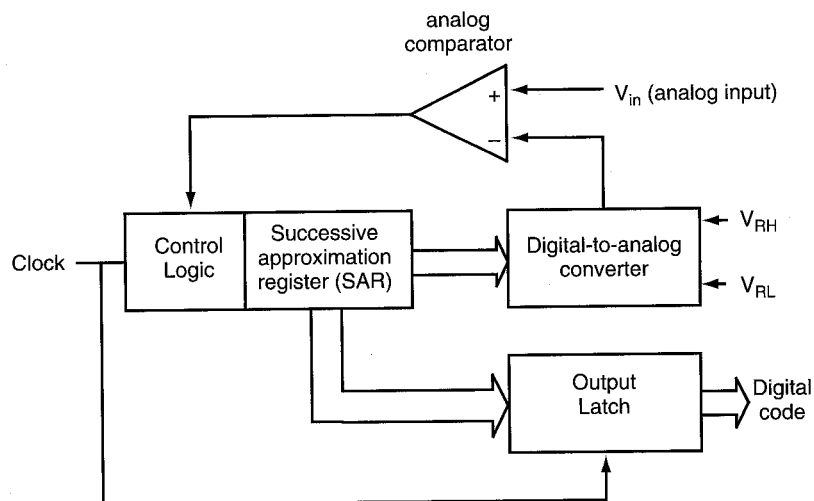 analog
comparator
+
V_in (analog input)
–
Control
Logic
Successive
approximation
register (SAR)
Clock
Digital-to-analog
converter
V_RH
V_RL
Output
Latch
Digital
code